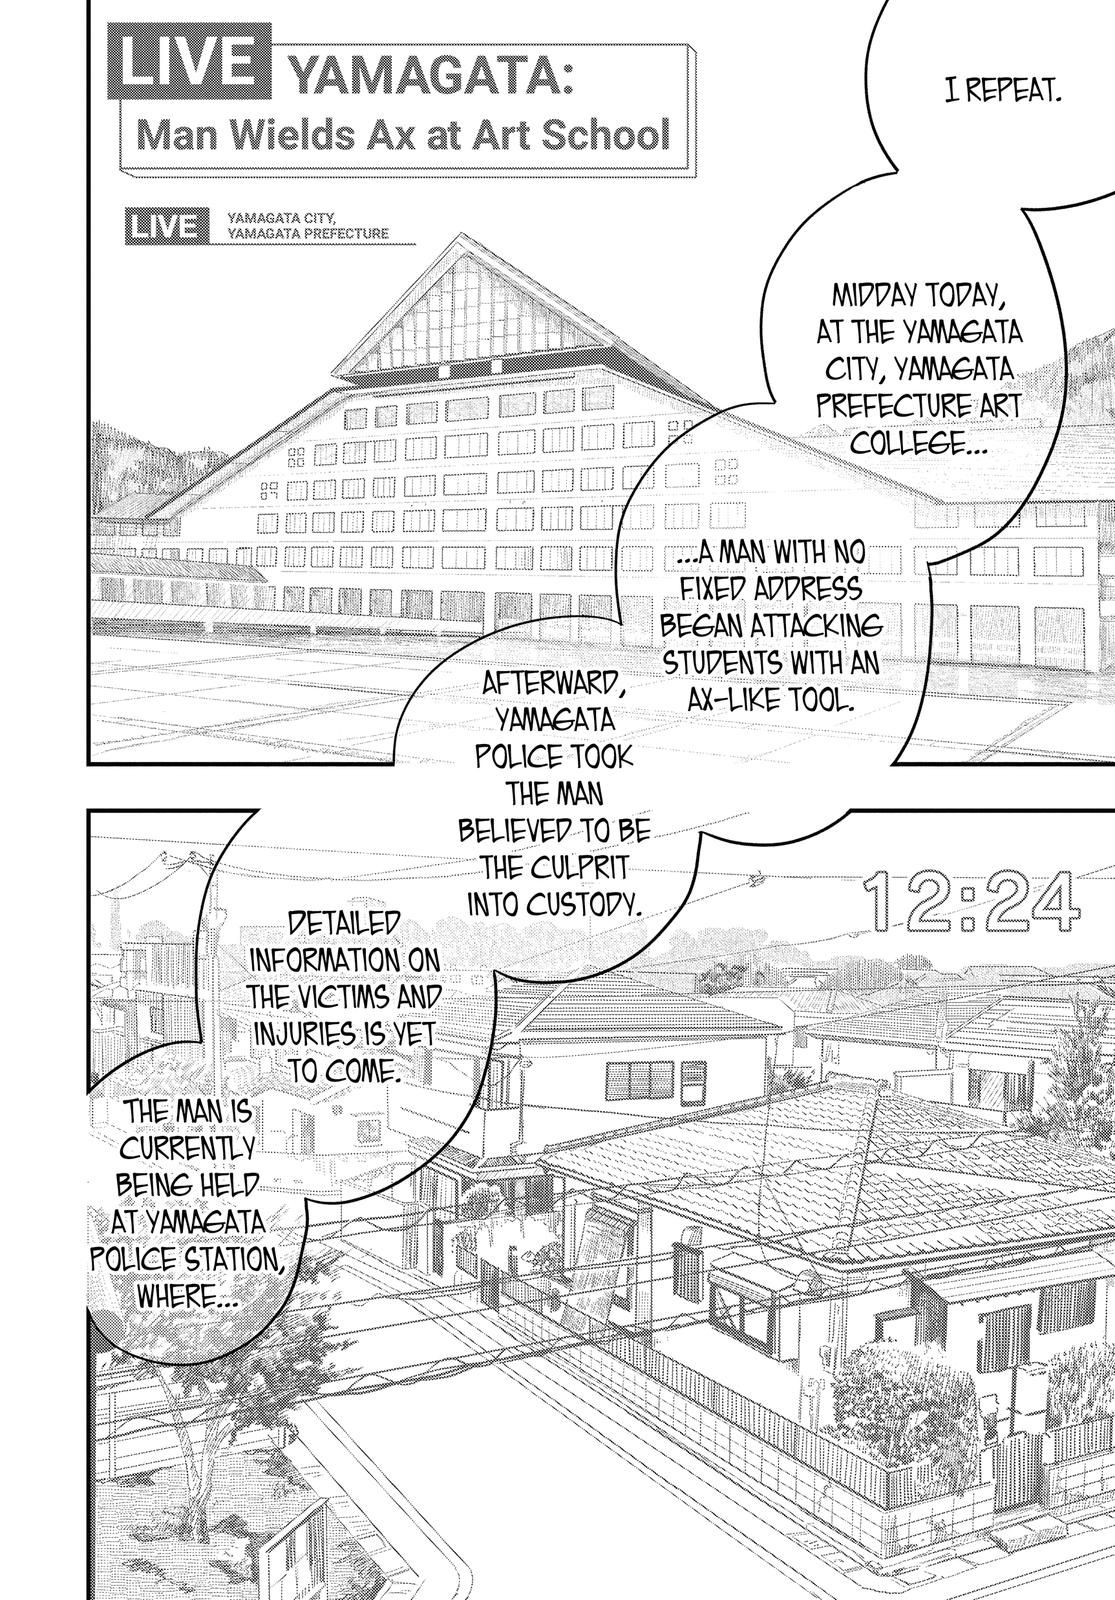 LIVE YAMAGATA:
Man Wields Ax at Art School
LIVE YAMAGATA CITY,
YAMAGATA PREFECTURE
I REPEAT.
MIDDAY TODAY,
AT THE YAMAGATA
CITY, YAMAGATA
PREFECTURE ART
COLLEGE...
...A MAN WITH NO
FIXED ADDRESS
BEGAN ATTACKING
STUDENTS WITH AN
AX-LIKE TOOL.
AFTERWARD,
YAMAGATA
POLICE TOOK
THE MAN
BELIEVED TO BE
THE CULPRIT
INTO CUSTODY.
12:24
DETAILED
INFORMATION ON
THE VICTIMS AND
INJURIES IS YET
TO COME.
THE MAN IS
CURRENTLY
BEING HELD
AT YAMAGATA
POLICE STATION,
WHERE...